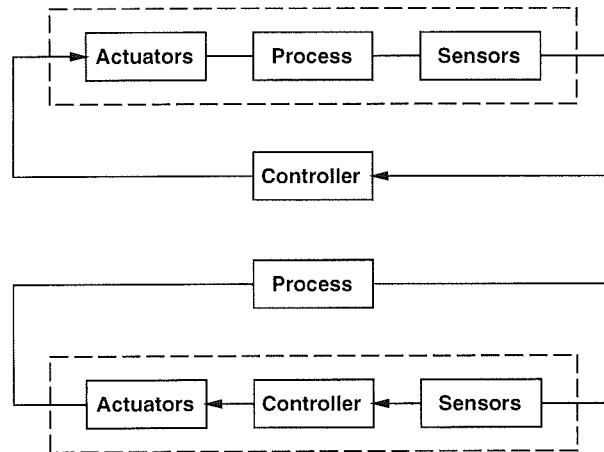 Actuators Process Sensors
Controller
Process
Actuators Controller Sensors